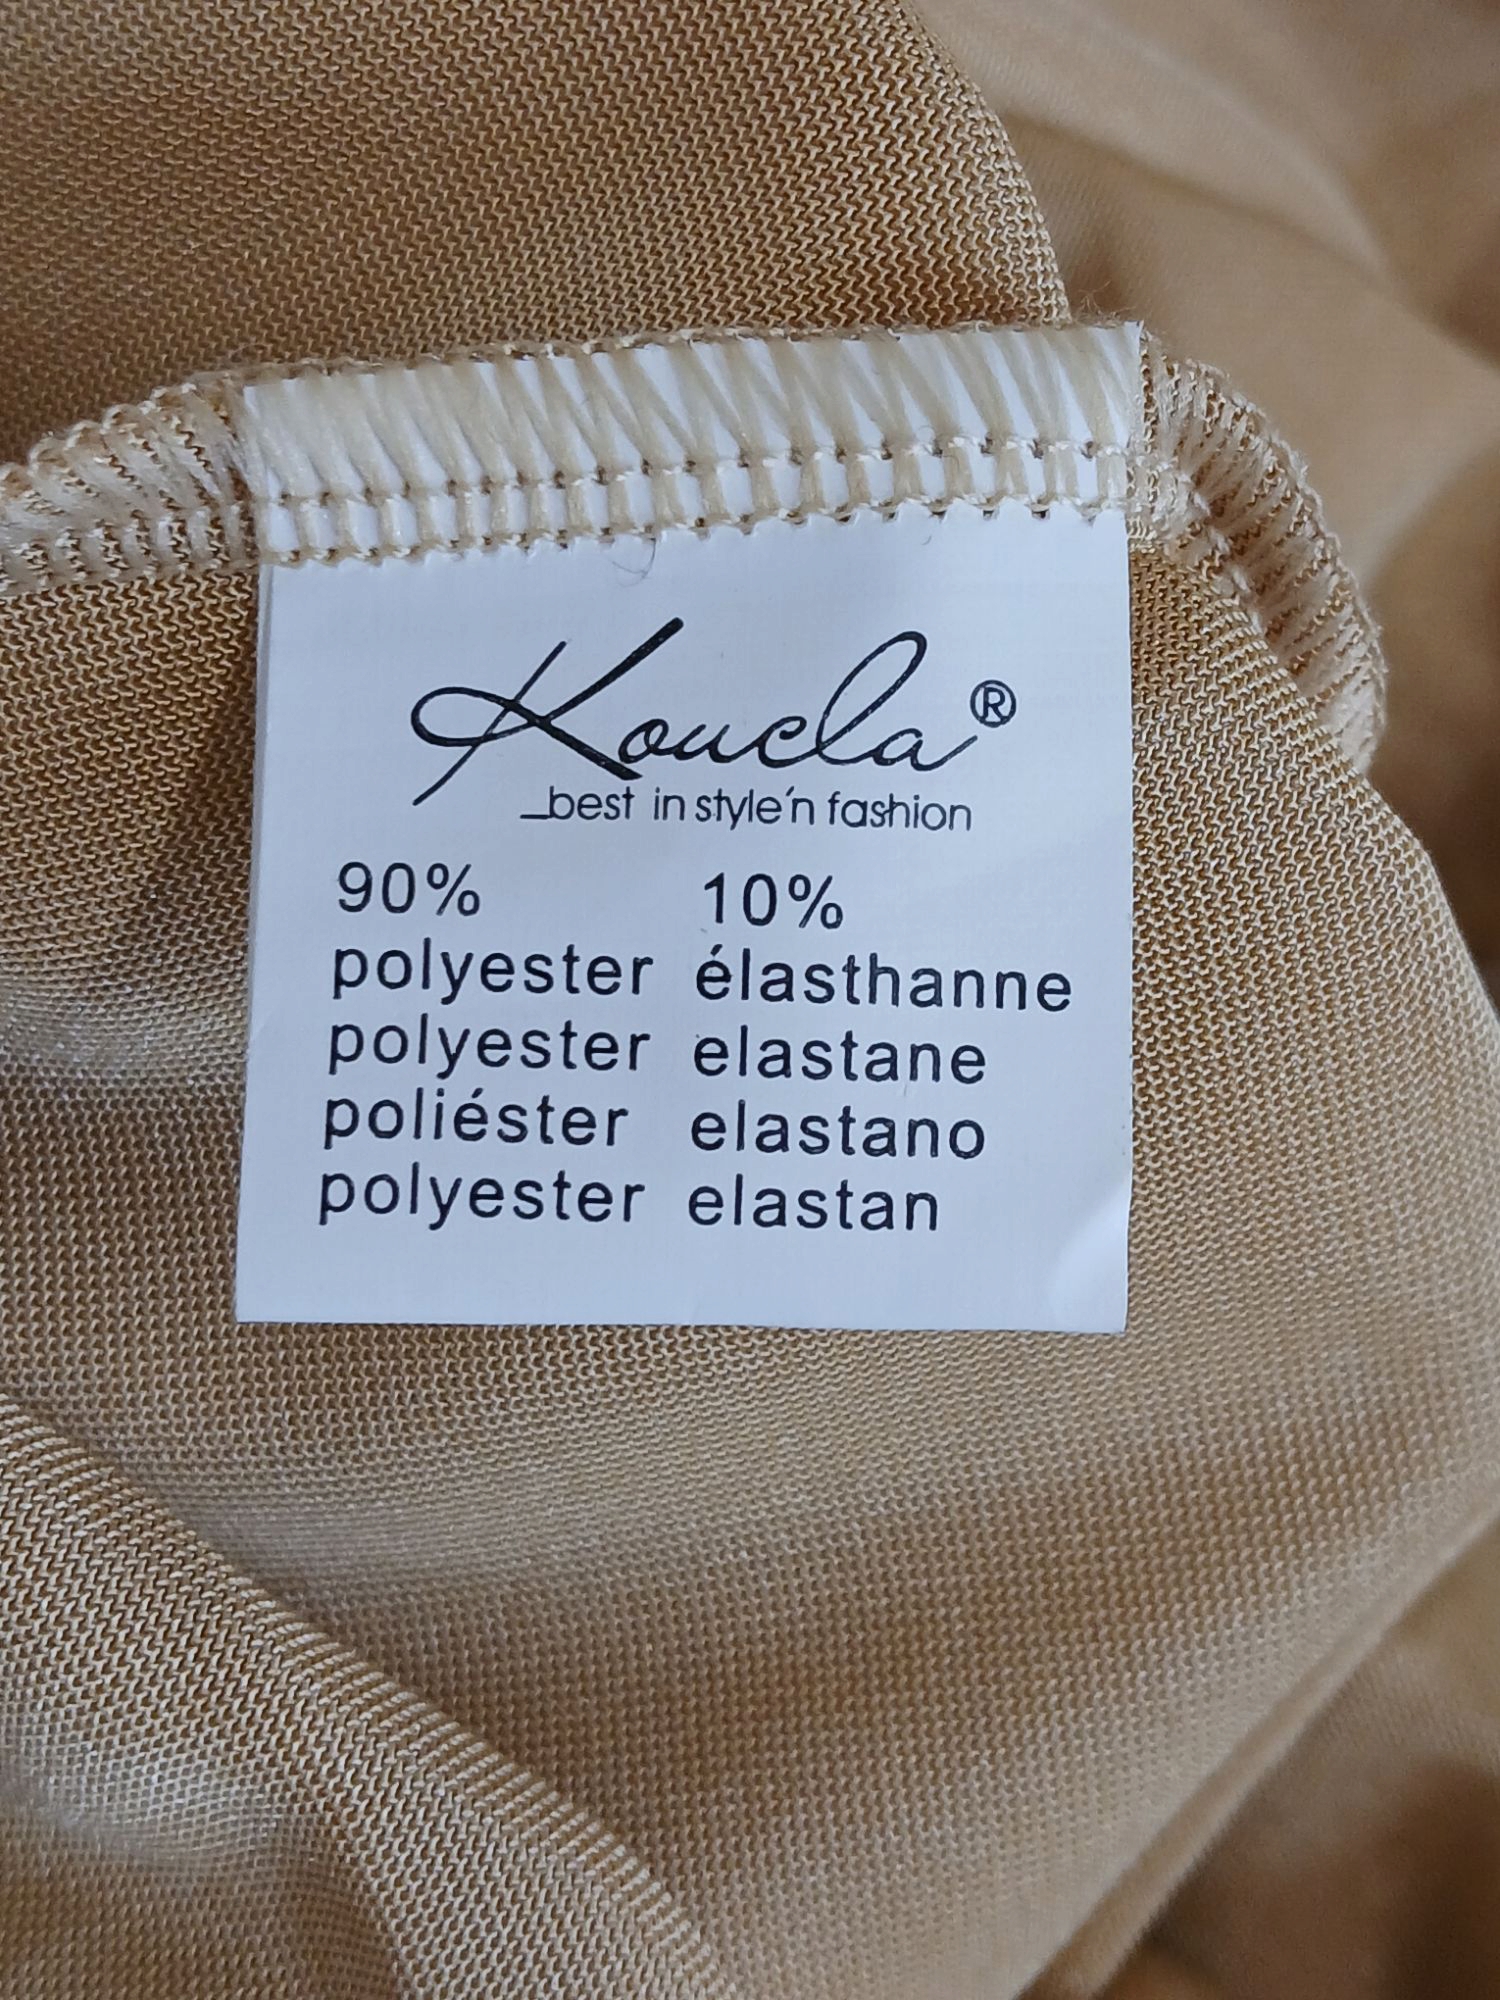 Koucla®
_best in style'n fashion
90% 10%
polyester élasthanne
polyester elastane
poliéster elastano
polyester elastan